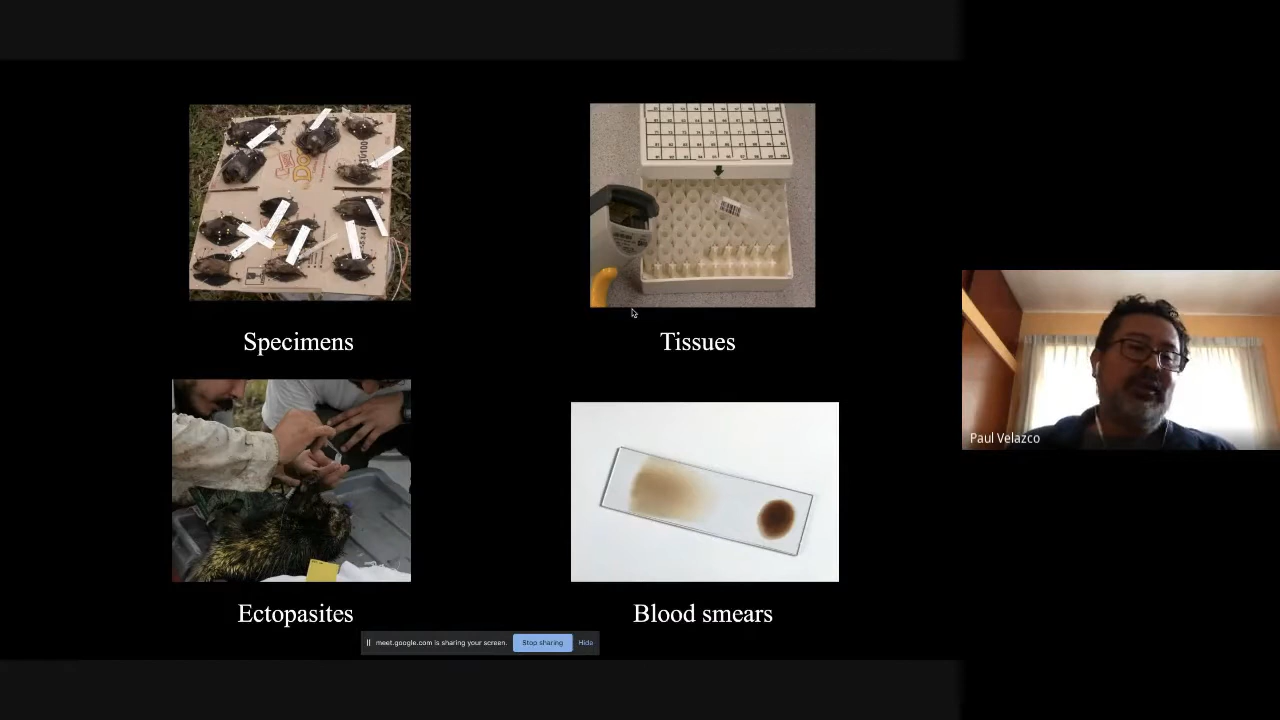 Specimens
Tissues
Ectopasites
Blood smears
Paul Velazco
meet.google.com is sharing your screen.
Stop sharing
Hide